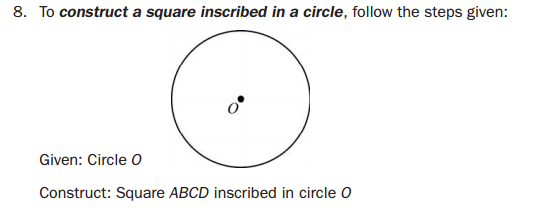 8. To construct a square inscribed in a circle, follow the steps given:
O
Given: Circle O
Construct: Square ABCD inscribed in circle O